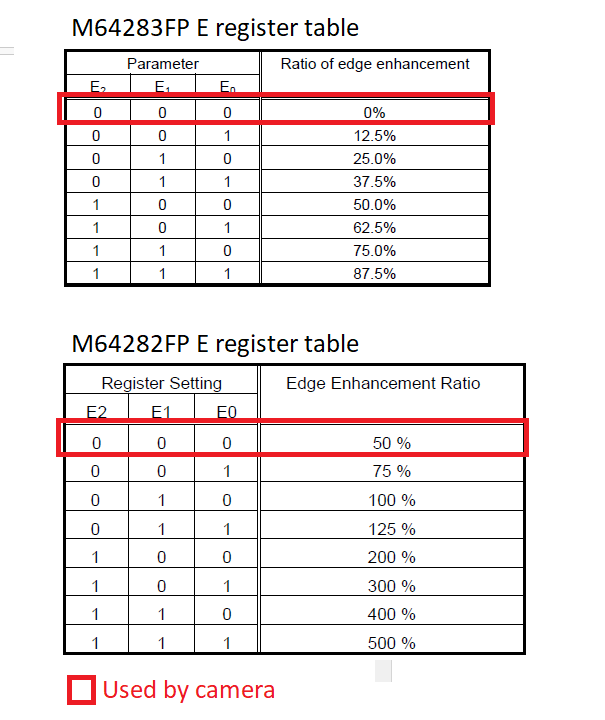 M64283FP E register table
Parameter Ratio of edge enhancement
E2 E1 E0
0 0 0 0%
0 0 1 12.5%
0 1 0 25.0%
0 1 1 37.5%
1 0 0 50.0%
1 0 1 62.5%
1 1 0 75.0%
1 1 1 87.5%
M64282FP E register table
Register Setting Edge Enhancement Ratio
E2 E1 E0
0 0 0 50 %
0 0 1 75 %
0 1 0 100 %
0 1 1 125 %
1 0 0 200 %
1 0 1 300 %
1 1 0 400 %
1 1 1 500 %
Used by camera